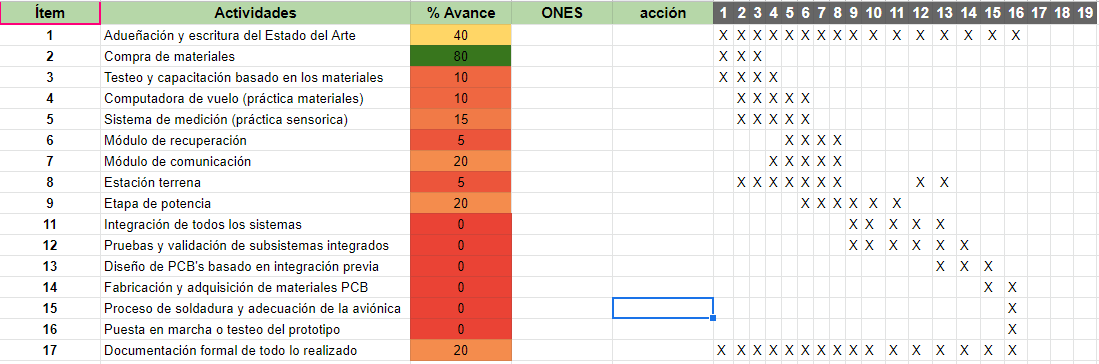 Ítem Actividades % Avance ONES acción 1 2 3 4 5 6 7 8 9 10 11 12 13 14 15 16 17 18 19
1 Adueñación y escritura del Estado del Arte 40 X X X X X X X X X X X X X X X X
2 Compra de materiales 80 X X X
3 Testeo y capacitación basado en los materiales 10 X X X X
4 Computadora de vuelo (práctica materiales) 10 X X X X X
5 Sistema de medición (práctica sensorica) 15 X X X X X
6 Módulo de recuperación 5 X X X X
7 Módulo de comunicación 20 X X X X X
8 Estación terrena 5 X X X X X X X X X
9 Etapa de potencia 20 X X X X X X
11 Integración de todos los sistemas 0 X X X X X
12 Pruebas y validación de subsistemas integrados 0 X X X X X X
13 Diseño de PCB's basado en integración previa 0 X X X
14 Fabricación y adquisición de materiales PCB 0 X X
15 Proceso de soldadura y adecuación de la aviónica 0 X
16 Puesta en marcha o testeo del prototipo 0 X
17 Documentación formal de todo lo realizado 20 X X X X X X X X X X X X X X X X